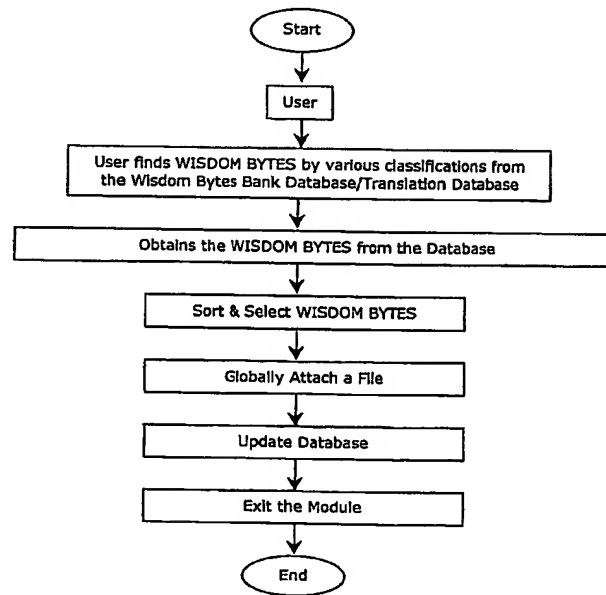 Start
User
User finds WISDOM BYTES by various classifications from
the Wisdom Bytes Bank Database/Translation Database
Obtains the WISDOM BYTES from the Database
Sort & Select WISDOM BYTES
Globally Attach a File
Update Database
Exit the Module
End